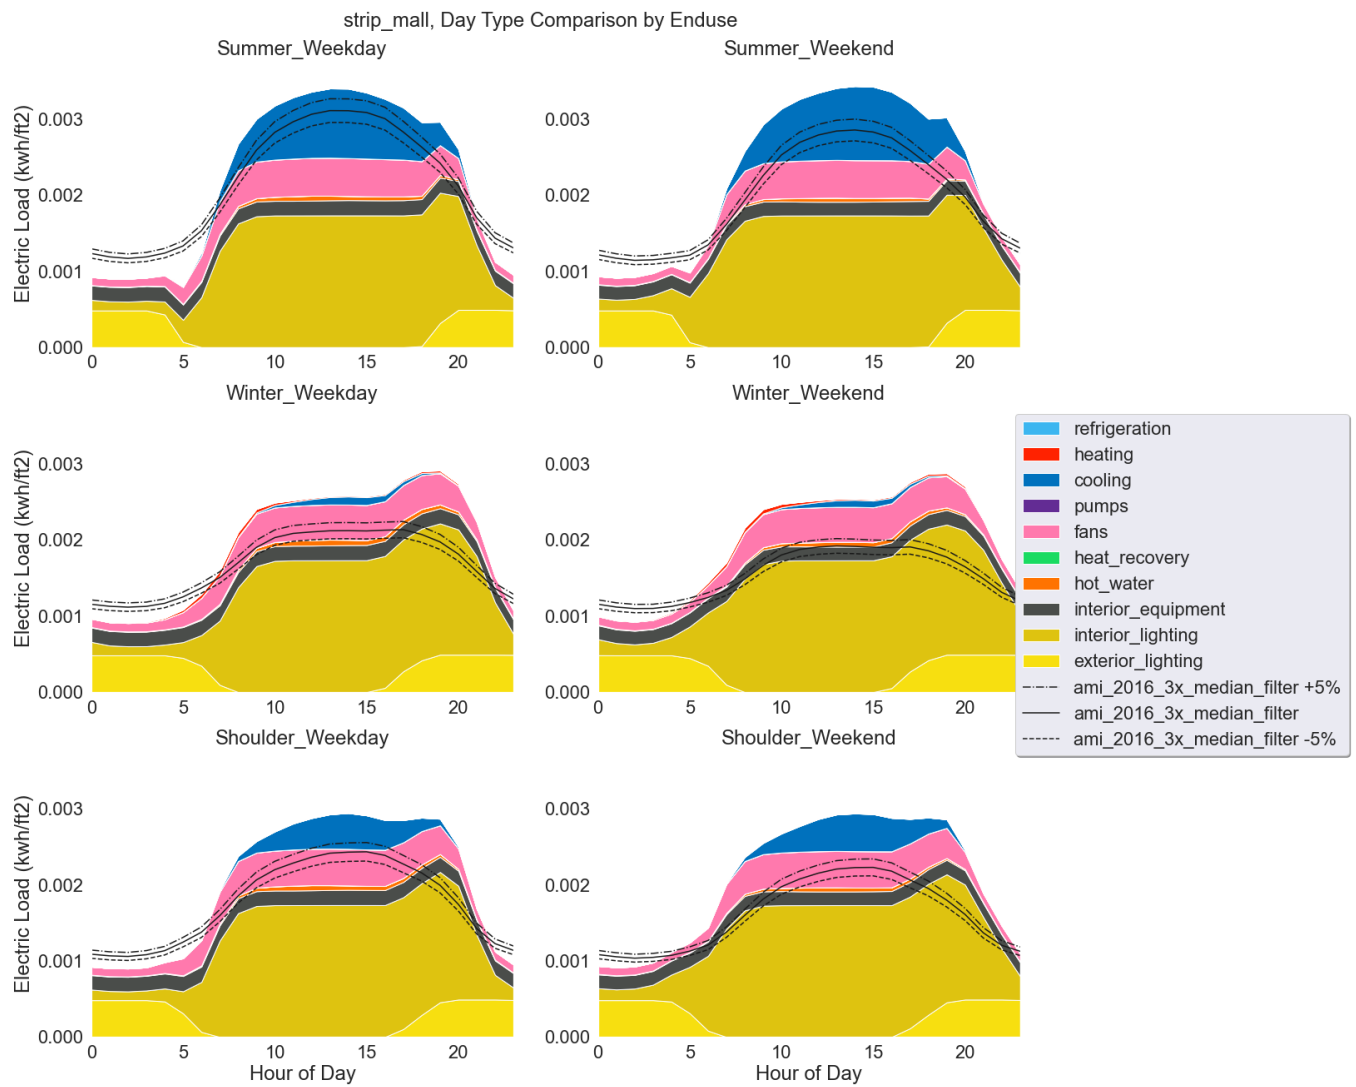 strip_mall, Day Type Comparison by Enduse
Summer_Weekday
Summer_Weekend
Electric Load (kwh/ft2)
0.003
0.002
0.001
0.000
0 5 10 15 20
0.003
0.002
0.001
0.000
0 5 10 15 20
Winter_Weekday
Winter_Weekend
Electric Load (kwh/ft2)
0.003
0.002
0.001
0.000
0 5 10 15 20
0.003
0.002
0.001
0.000
0 5 10 15 20
refrigeration
heating
cooling
pumps
fans
heat_recovery
hot_water
interior_equipment
interior_lighting
exterior_lighting
ami_2016_3x_median_filter +5%
ami_2016_3x_median_filter
ami_2016_3x_median_filter -5%
Shoulder_Weekday
Shoulder_Weekend
Electric Load (kwh/ft2)
0.003
0.002
0.001
0.000
0 5 10 15 20
Hour of Day
0.003
0.002
0.001
0.000
0 5 10 15 20
Hour of Day